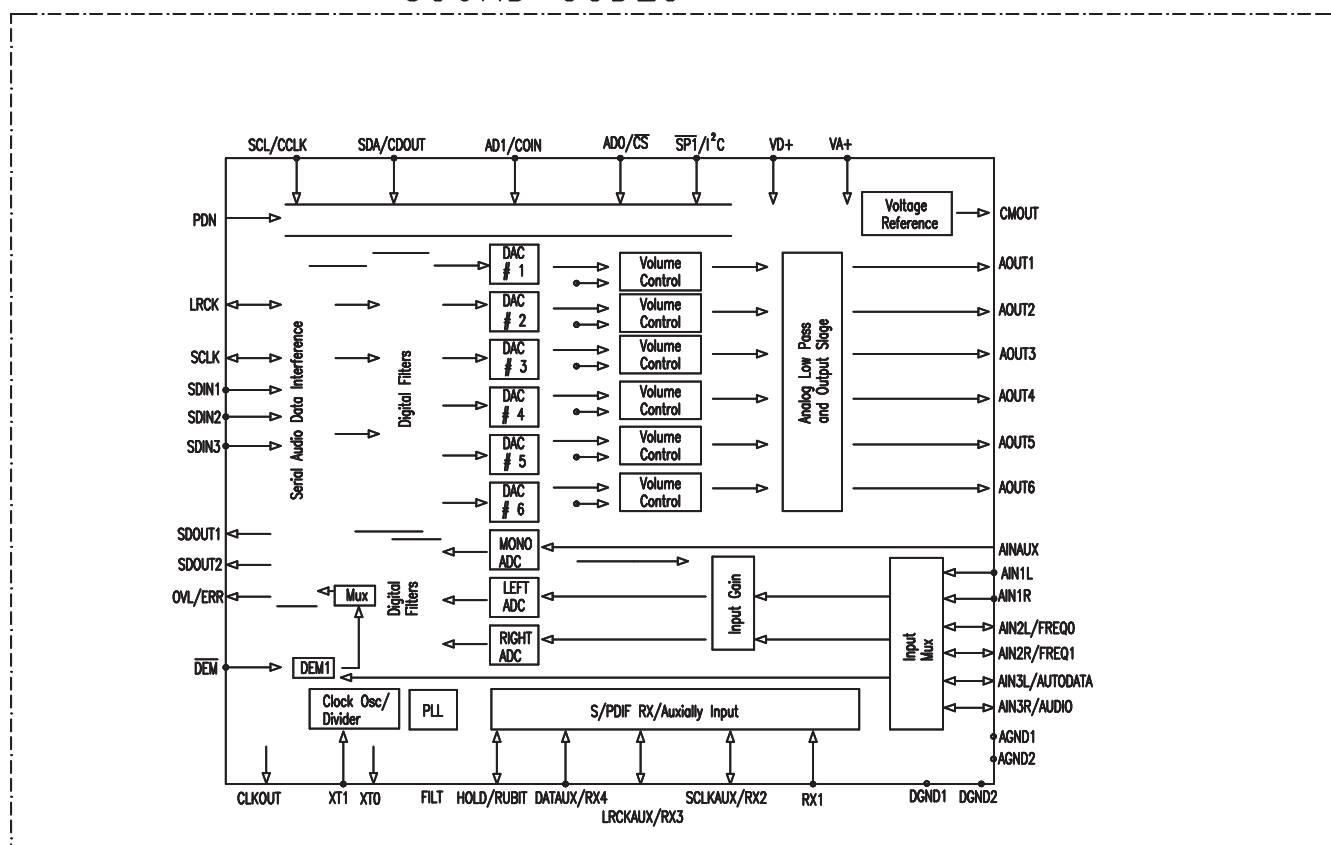 SCL/CCLK SDA/CDOUT AD1/COIN AD0/CS SP1/I²C VD+ VA+
PDN
Voltage
Reference
CMOUT
DAC
# 1
Volume
Control
AOUT1
LRCK
DAC
# 2
Volume
Control
AOUT2
SCLK
DAC
# 3
Volume
Control
AOUT3
SDIN1
SDIN2
SDIN3
Serial Audio Data Interference
Digital Filters
DAC
# 4
Volume
Control
Analog Low Pass
and Output Slage
AOUT4
DAC
# 5
Volume
Control
AOUT5
DAC
# 6
Volume
Control
AOUT6
SDOUT1
SDOUT2
OVL/ERR
MONO
ADC
AINAUX
Mux
Digital
Filters
LEFT
ADC
Input Gain
Input
Mux
AIN1L
AIN1R
AIN2L/FREQ0
AIN2R/FREQ1
AIN3L/AUTODATA
AIN3R/AUDIO
RIGHT
ADC
DEM
DEM1
Clock Osc/
Divider
PLL
S/PDIF RX/Auxially Input
AGND1
AGND2
CLKOUT XT1 XTO FILT HOLD/RUBIT DATAUX/RX4 SCLKAUX/RX2 RX1 DGND1 DGND2
LRCKAUX/RX3